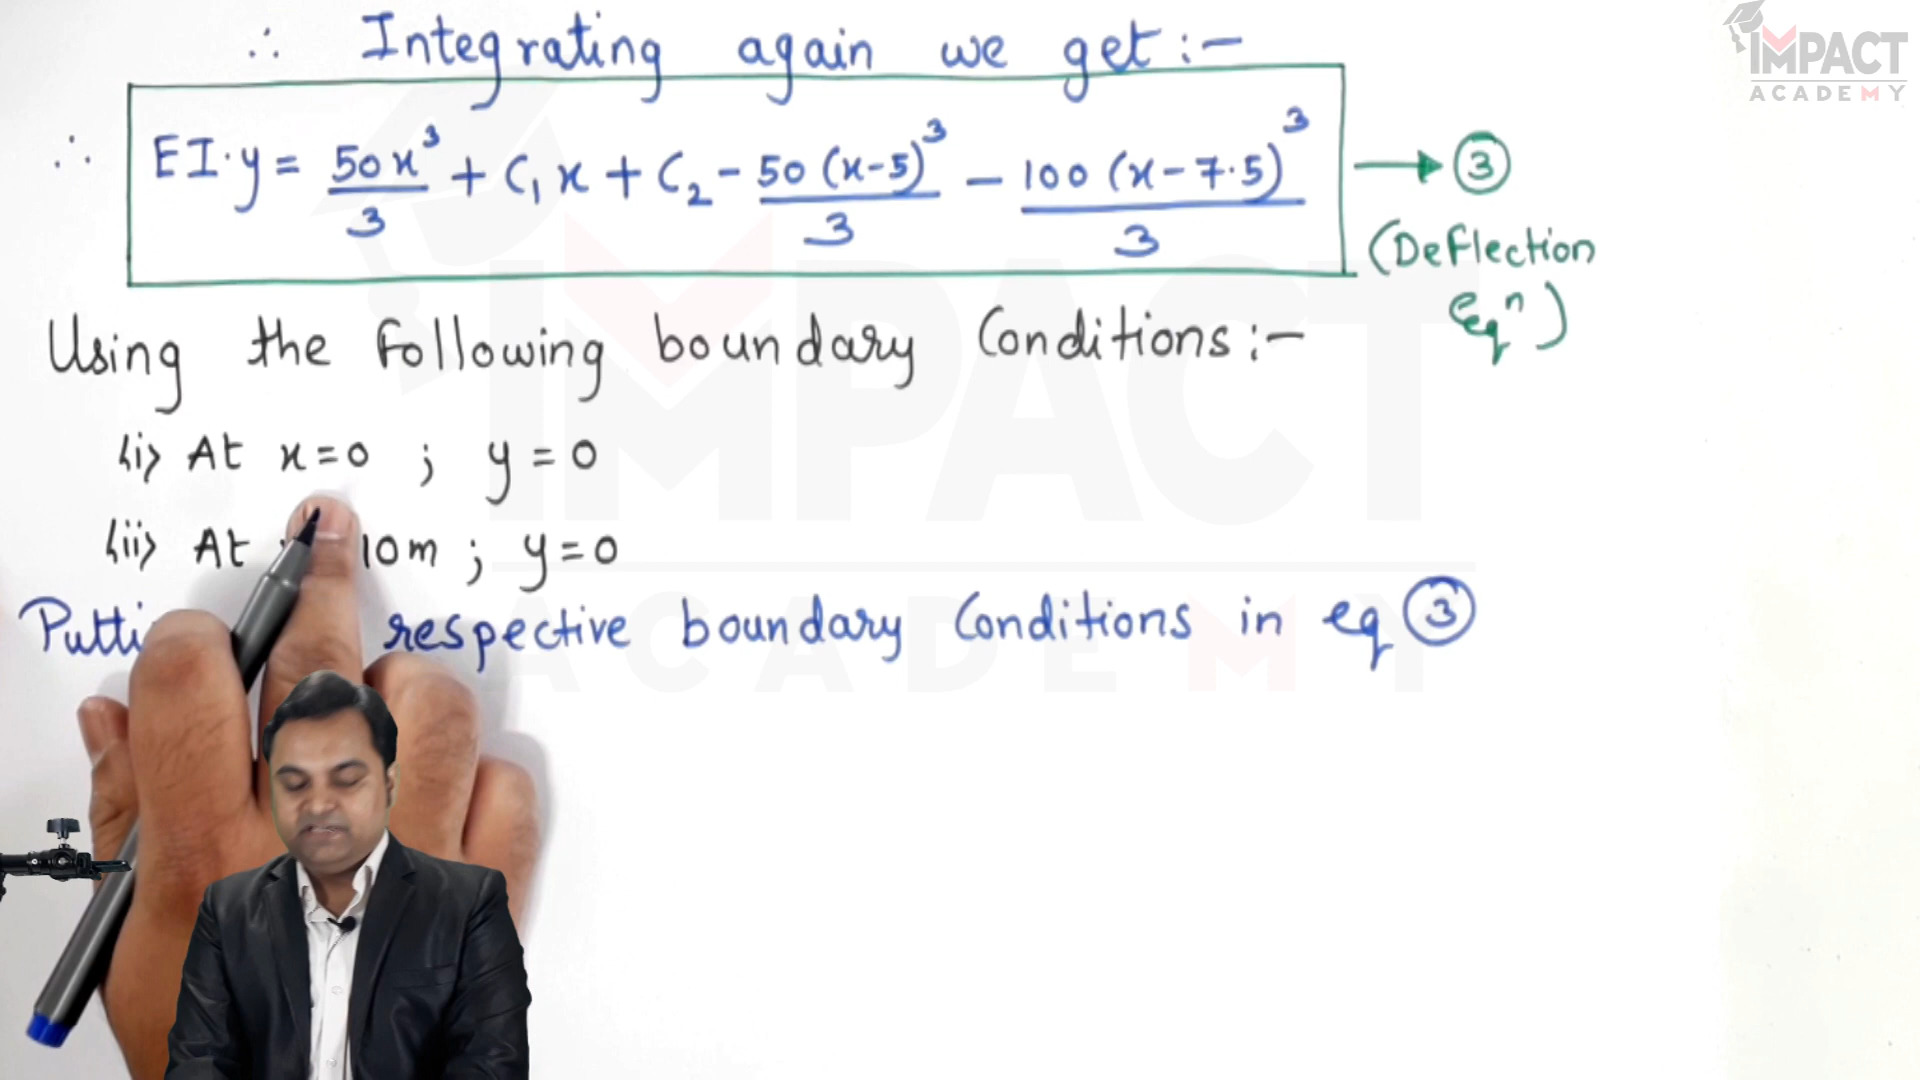 ∴ Integrating again we get:-
∴ EI·y = 50x³/3 + C₁x + C₂ - 50(x-5)³/3 - 100(x-7.5)³/3 → ③
(Deflection
Eqⁿ)
Using the following boundary Conditions:-
(i) At x=0 ; y=0
(ii) At 10m ; y=0
respective boundary Conditions in eq ③
IMPACT
ACADEMY
IMPACT
ACADEMY